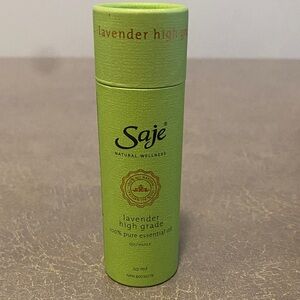 lavender high
Saje
NATURAL WELLNESS
lavender
high grade
100% pure essential oil